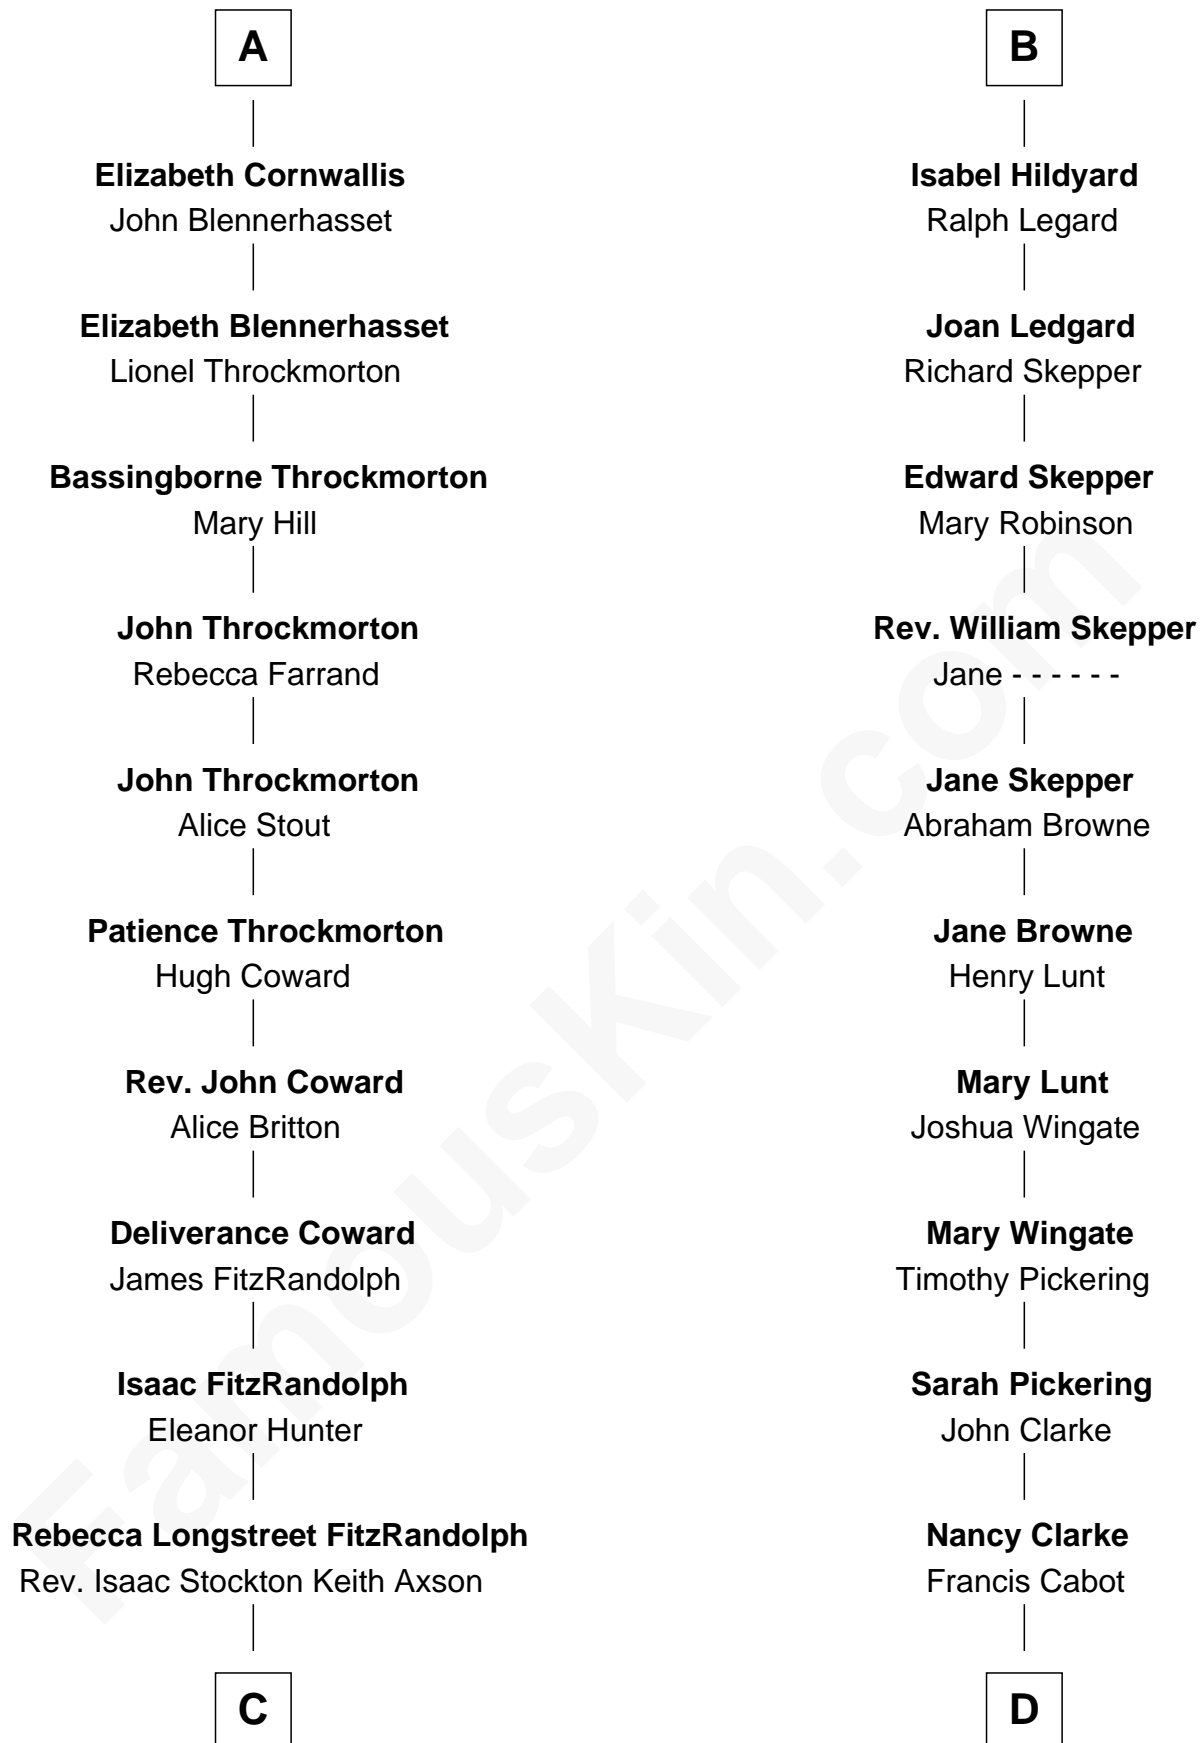 A
Elizabeth Cornwallis
John Blennerhasset
Elizabeth Blennerhasset
Lionel Throckmorton
Bassingborne Throckmorton
Mary Hill
John Throckmorton
Rebecca Farrand
John Throckmorton
Alice Stout
Patience Throckmorton
Hugh Coward
Rev. John Coward
Alice Britton
Deliverance Coward
James FitzRandolph
Isaac FitzRandolph
Eleanor Hunter
Rebecca Longstreet FitzRandolph
Rev. Isaac Stockton Keith Axson
C
B
Isabel Hildyard
Ralph Legard
Joan Ledgard
Richard Skepper
Edward Skepper
Mary Robinson
Rev. William Skepper
Jane - - - - - -
Jane Skepper
Abraham Browne
Jane Browne
Henry Lunt
Mary Lunt
Joshua Wingate
Mary Wingate
Timothy Pickering
Sarah Pickering
John Clarke
Nancy Clarke
Francis Cabot
D
FamousKin.com